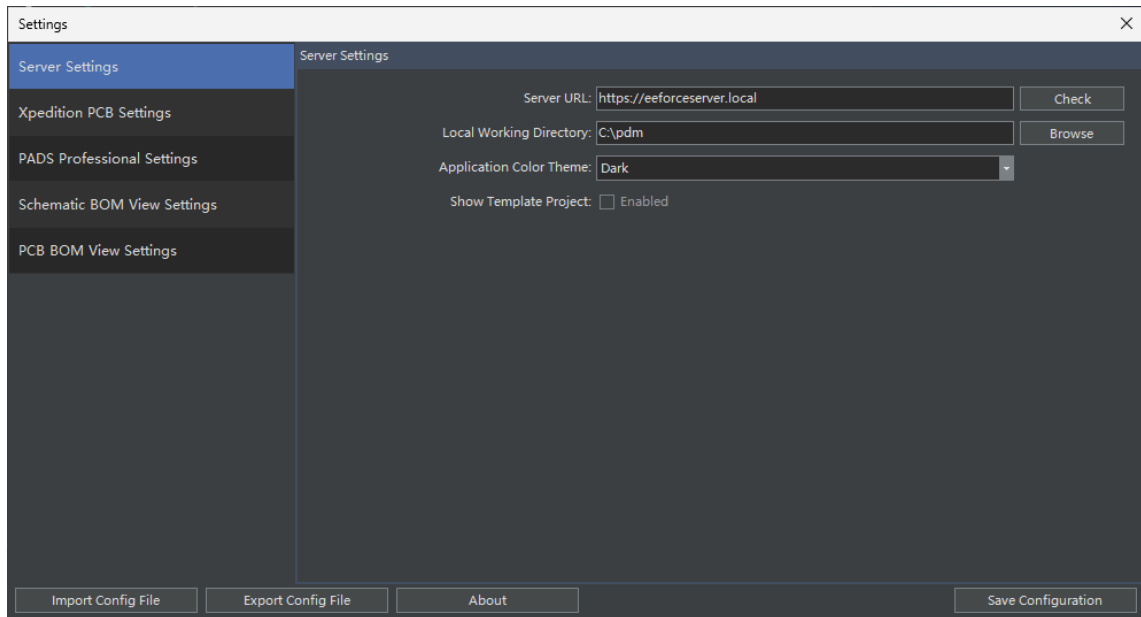 Settings
Server Settings
Xpedition PCB Settings
PADS Professional Settings
Schematic BOM View Settings
PCB BOM View Settings
Server Settings
Server URL: https://eeforceserver.local Check
Local Working Directory: C:\pdm Browse
Application Color Theme: Dark
Show Template Project: Enabled
Import Config File Export Config File About Save Configuration